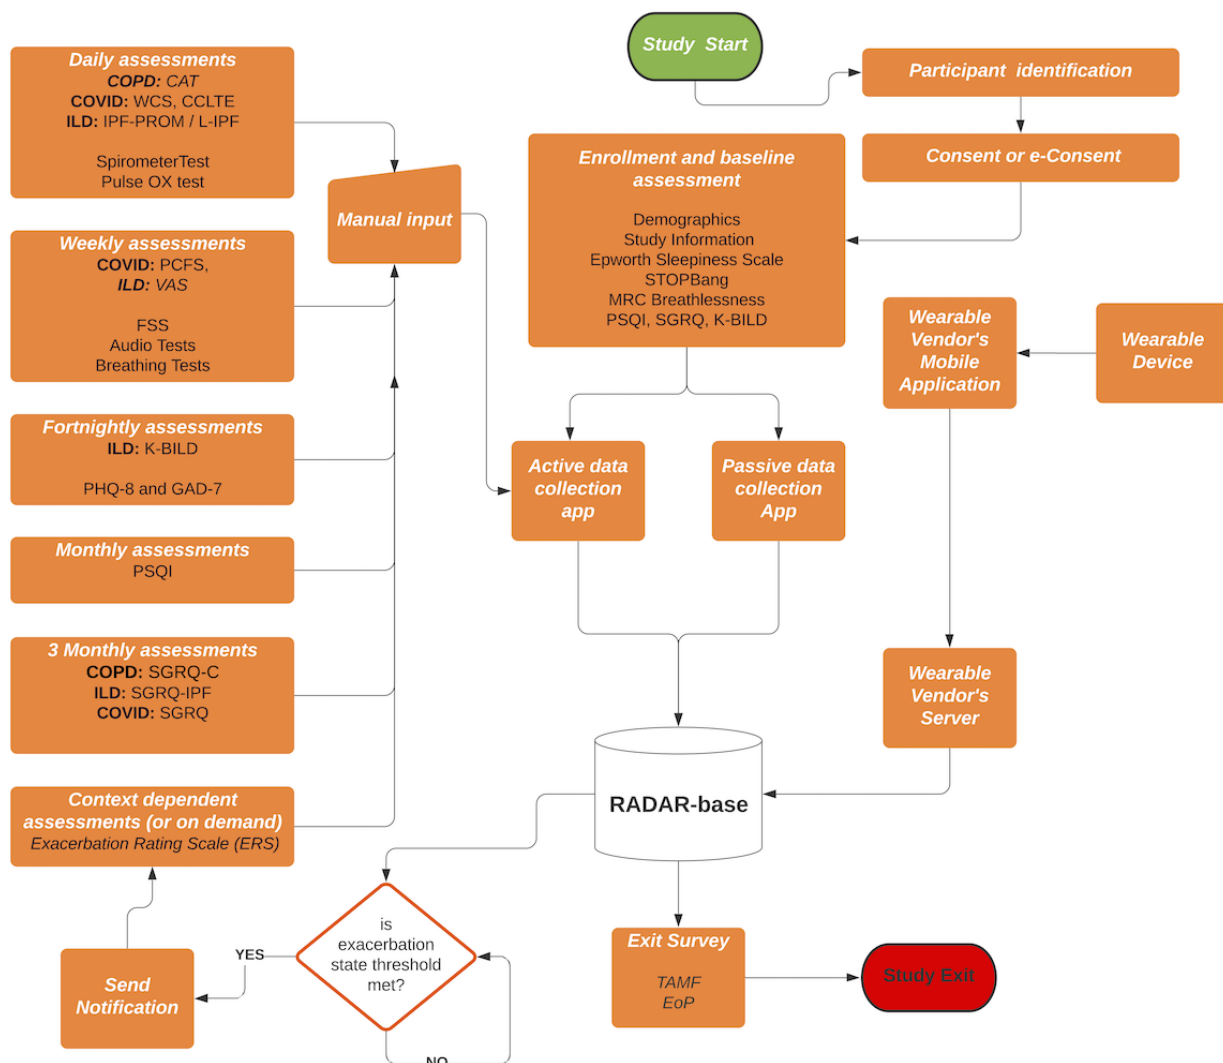 Study Start
Participant identification
Consent or e-Consent
Daily assessments
COPD: CAT
COVID: WCS, CCLTE
ILD: IPF-PROM / L-IPF
SpirometerTest
Pulse OX test
Manual input
Enrollment and baseline
assessment
Demographics
Study Information
Epworth Sleepiness Scale
STOPBang
MRC Breathlessness
PSQI, SGRQ, K-BILD
Weekly assessments
COVID: PCFS,
ILD: VAS
FSS
Audio Tests
Breathing Tests
Wearable
Vendor's
Mobile
Application
Wearable
Device
Fortnightly assessments
ILD: K-BILD
PHQ-8 and GAD-7
Active data
collection
app
Passive data
collection
App
Monthly assessments
PSQI
3 Monthly assessments
COPD: SGRQ-C
ILD: SGRQ-IPF
COVID: SGRQ
Wearable
Vendor's
Server
Context dependent
assessments (or on demand)
Exacerbation Rating Scale (ERS)
RADAR-base
is
exacerbation
state threshold
met?
YES
NO
Send
Notification
Exit Survey
TAMF
EoP
Study Exit